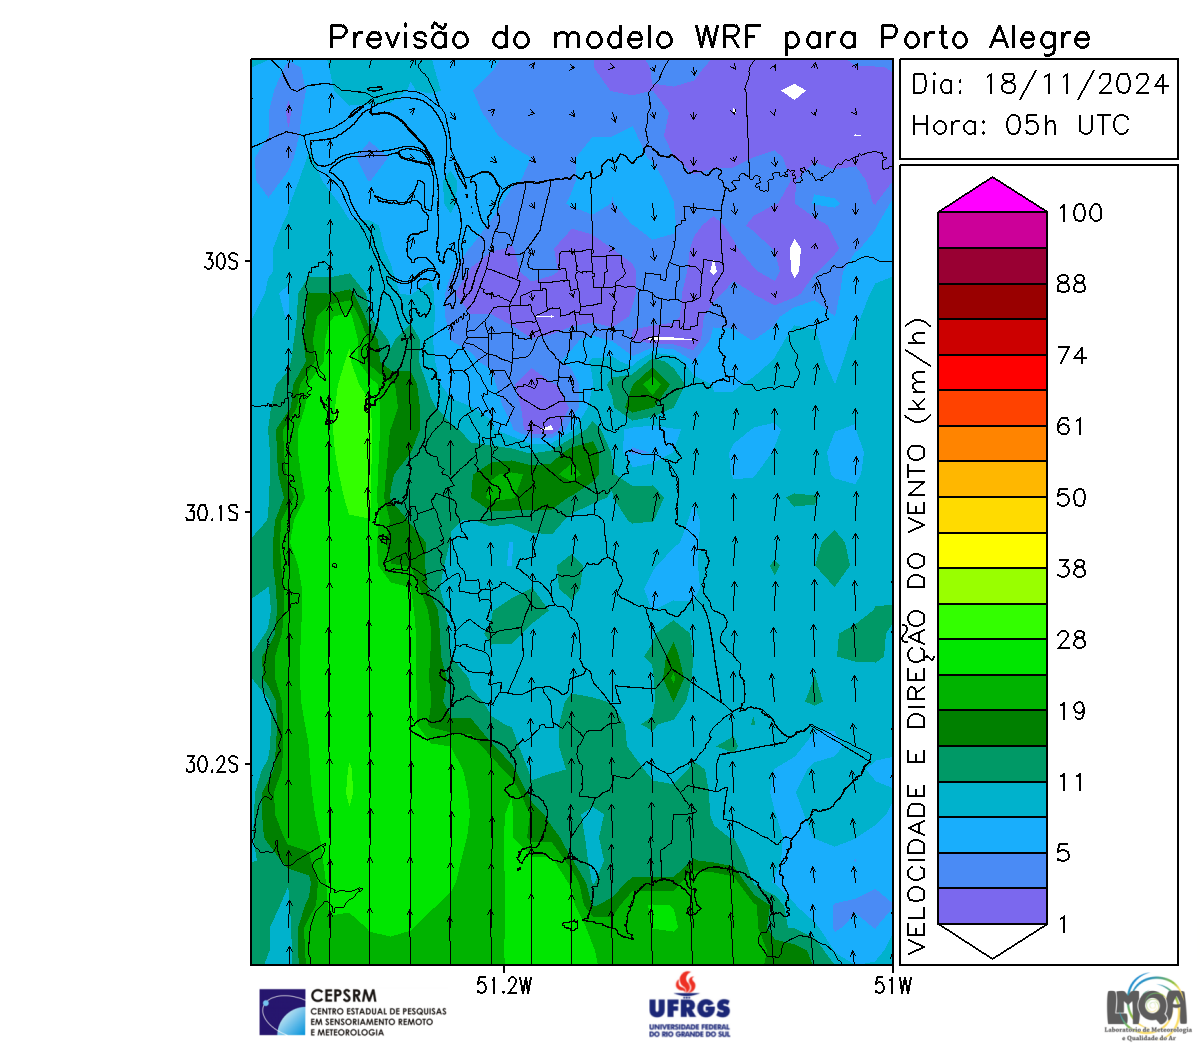 Previsão do modelo WRF para Porto Alegre
Dia: 18/11/2024
Hora: 05h UTC
100
88
74
61
50
38
28
19
11
5
1
VELOCIDADE E DIREÇÃO DO VENTO (km/h)
30S
30.1S
30.2S
51.2W
51W
CEPSRM
CENTRO ESTADUAL DE PESQUISAS
EM SENSORIAMENTO REMOTO
E METEOROLOGIA
UFRGS
UNIVERSIDADE FEDERAL
DO RIO GRANDE DO SUL
LMQA
Laboratório de Meteorologia
e Qualidade do Ar